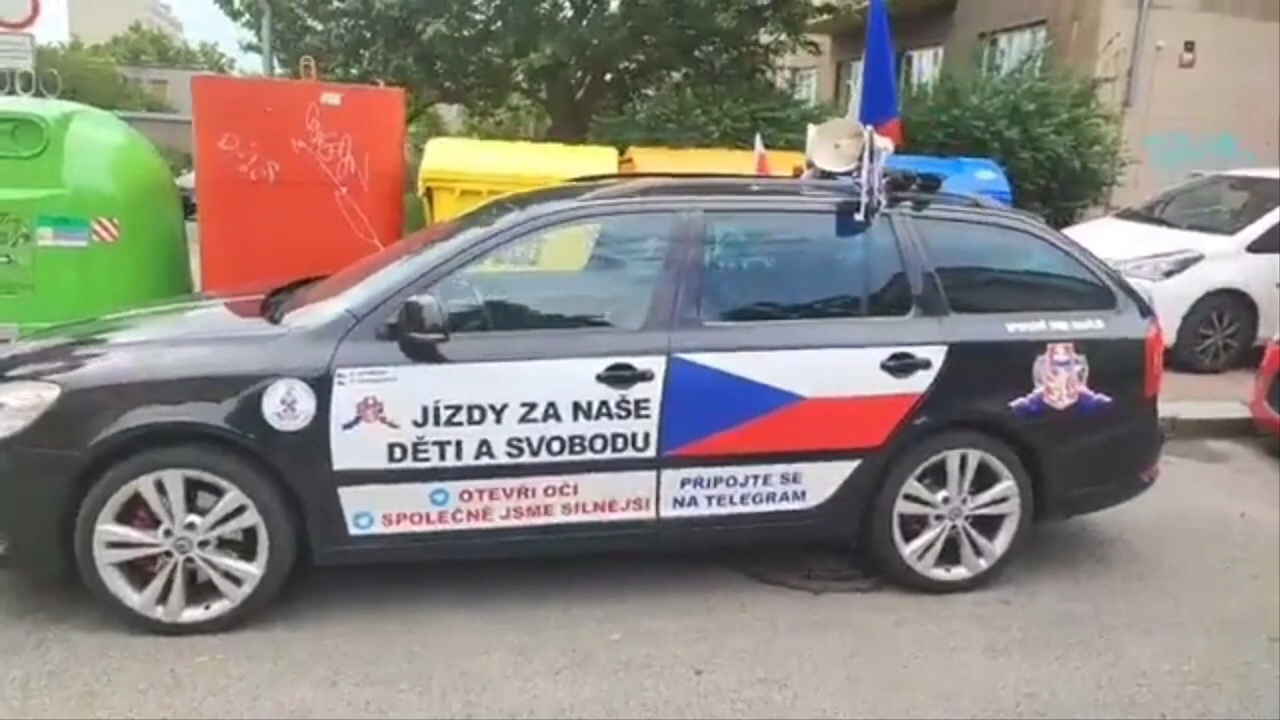 JÍZDY ZA NAŠE
DĚTI A SVOBODU
OTEVŘI OČI
SPOLEČNĚ JSME SILNĚJŠÍ
PŘIPOJTE SE
NA TELEGRAM